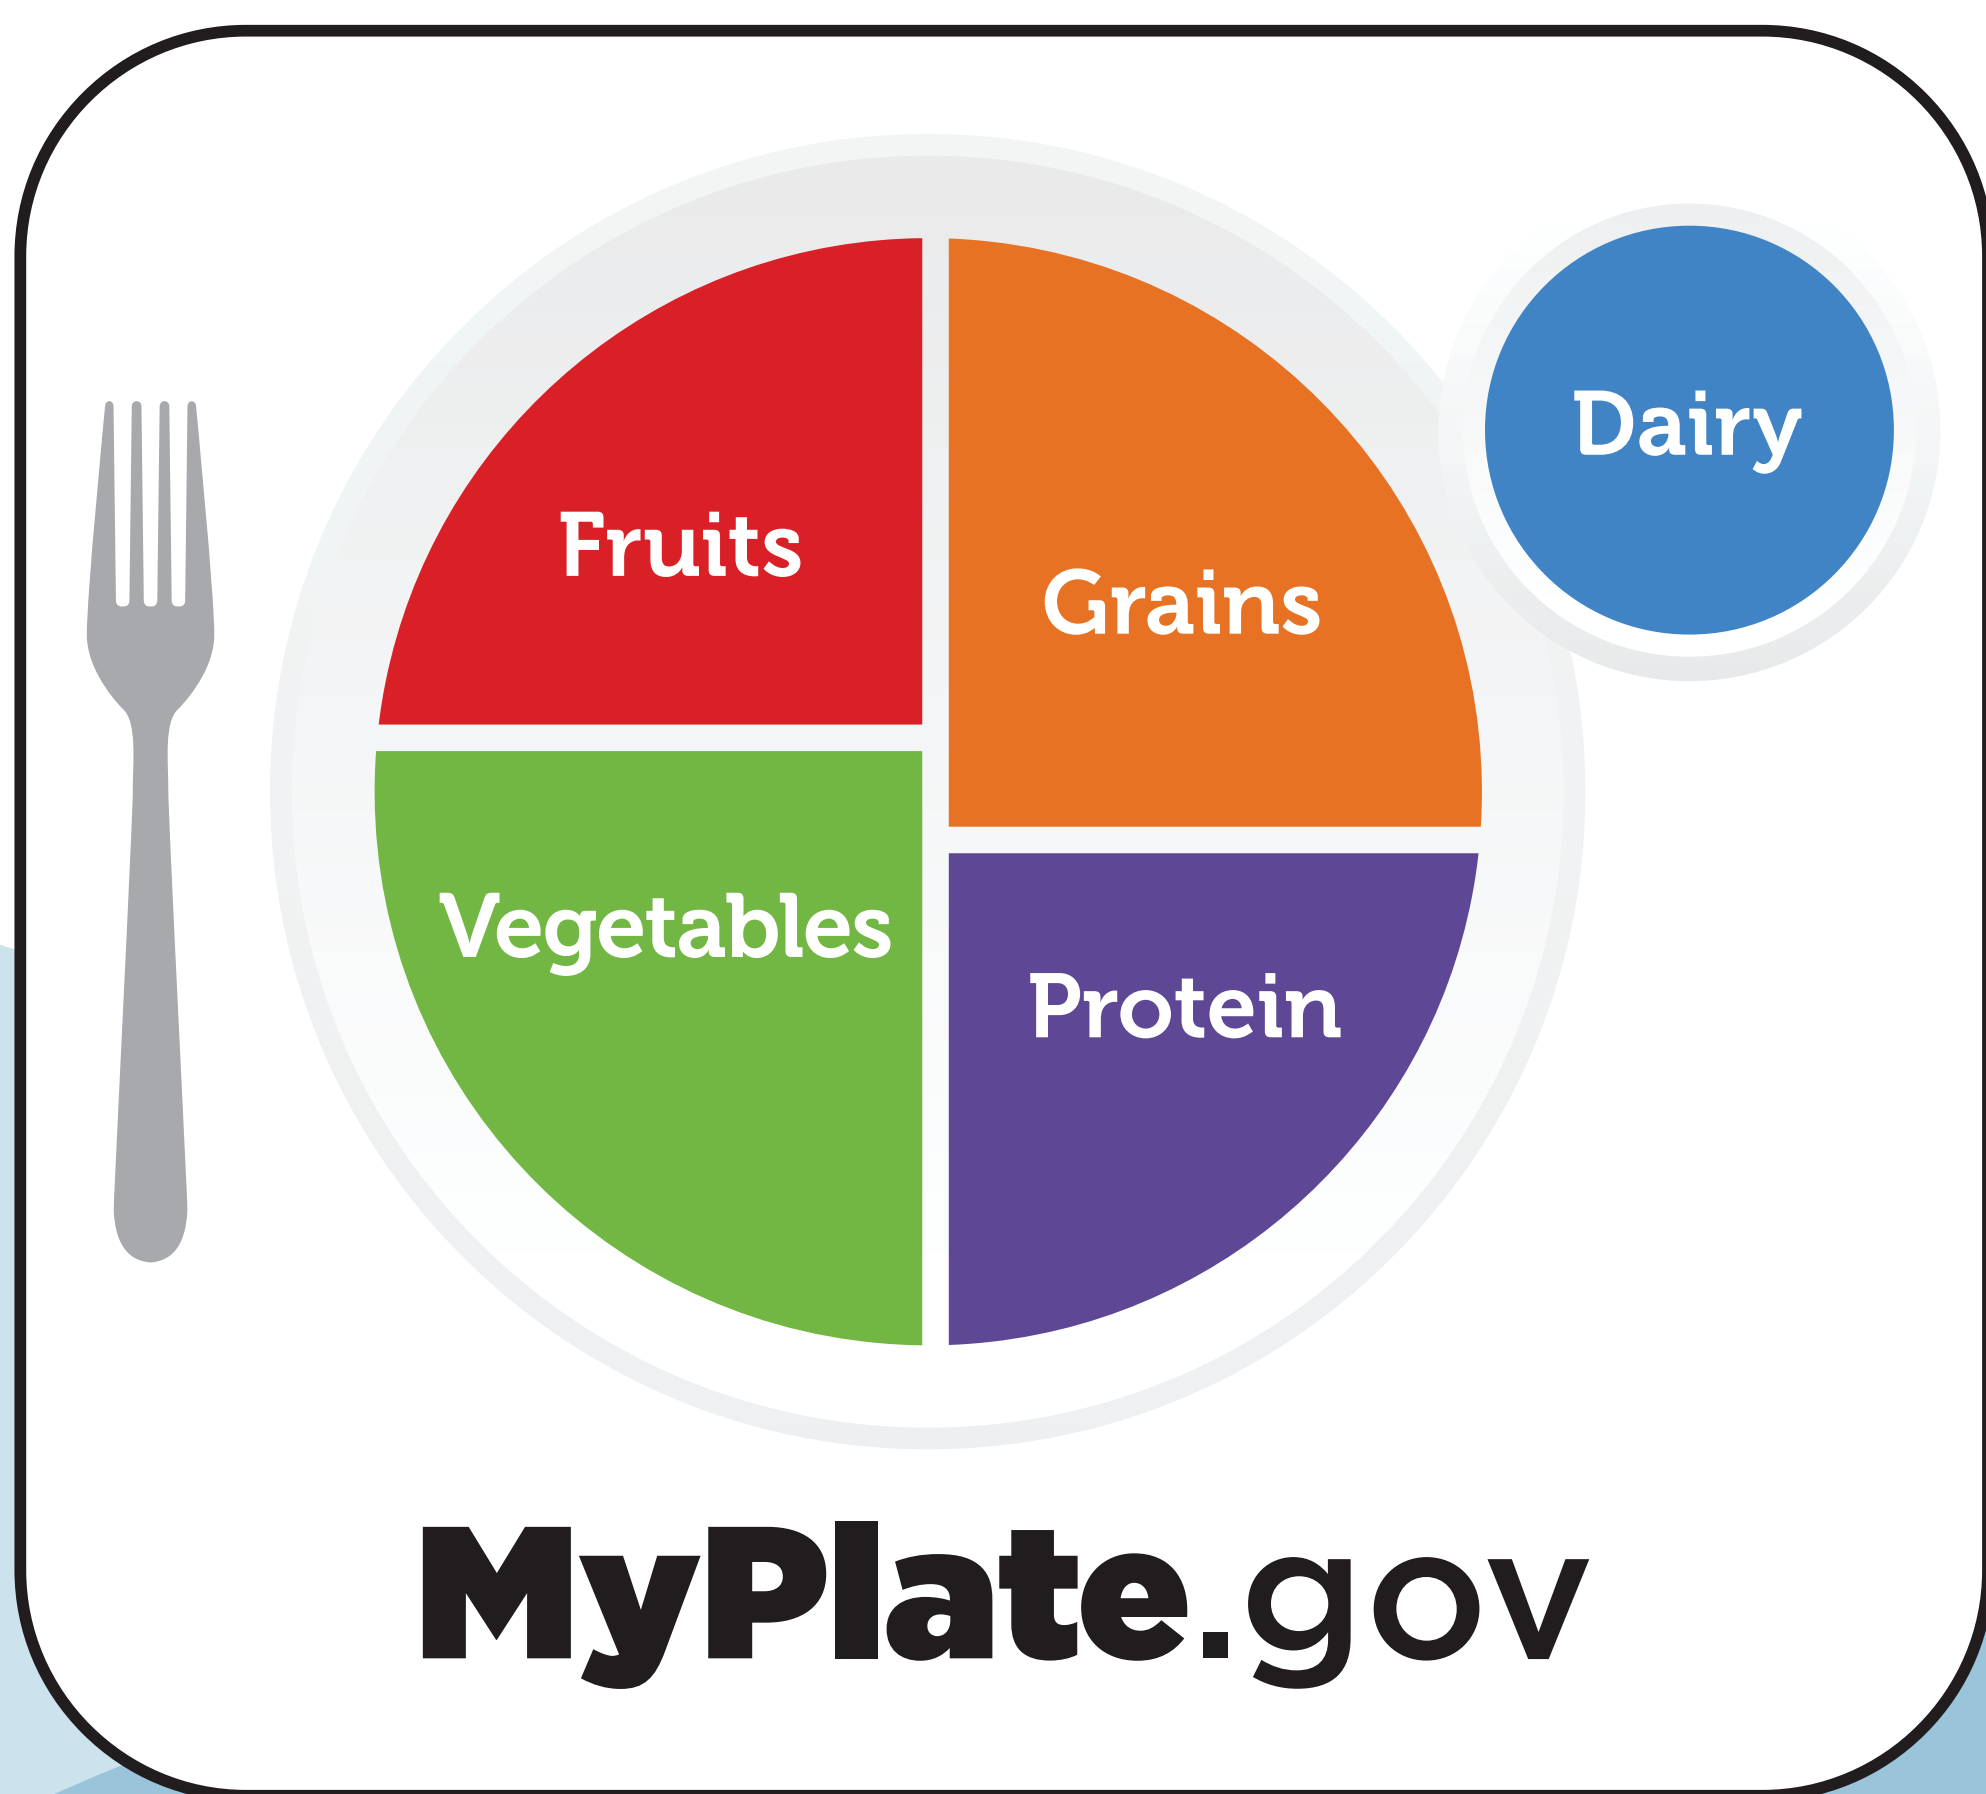 Fruits
Grains
Dairy
Vegetables
Protein
MyPlate.gov